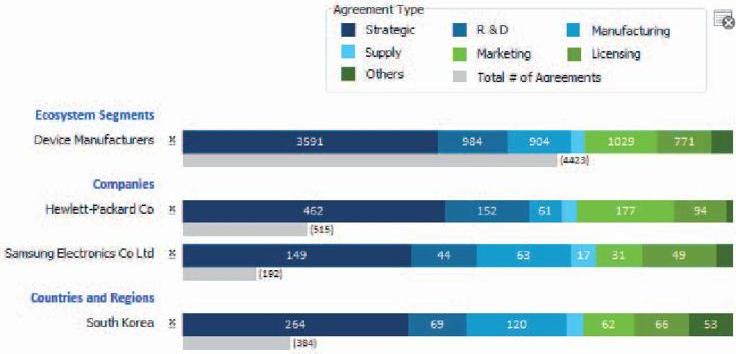 Agreement Type
Strategic R & D Manufacturing
Supply Marketing Licensing
Others Total # of Agreements
Ecosystem Segments
Device Manufacturers 3591 984 904 1029 771
(4423)
Companies
Hewlett-Packard Co 462 152 61 177 94
(515)
Samsung Electronics Co Ltd 149 44 63 17 31 49
(192)
Countries and Regions
South Korea 264 69 120 62 66 53
(384)